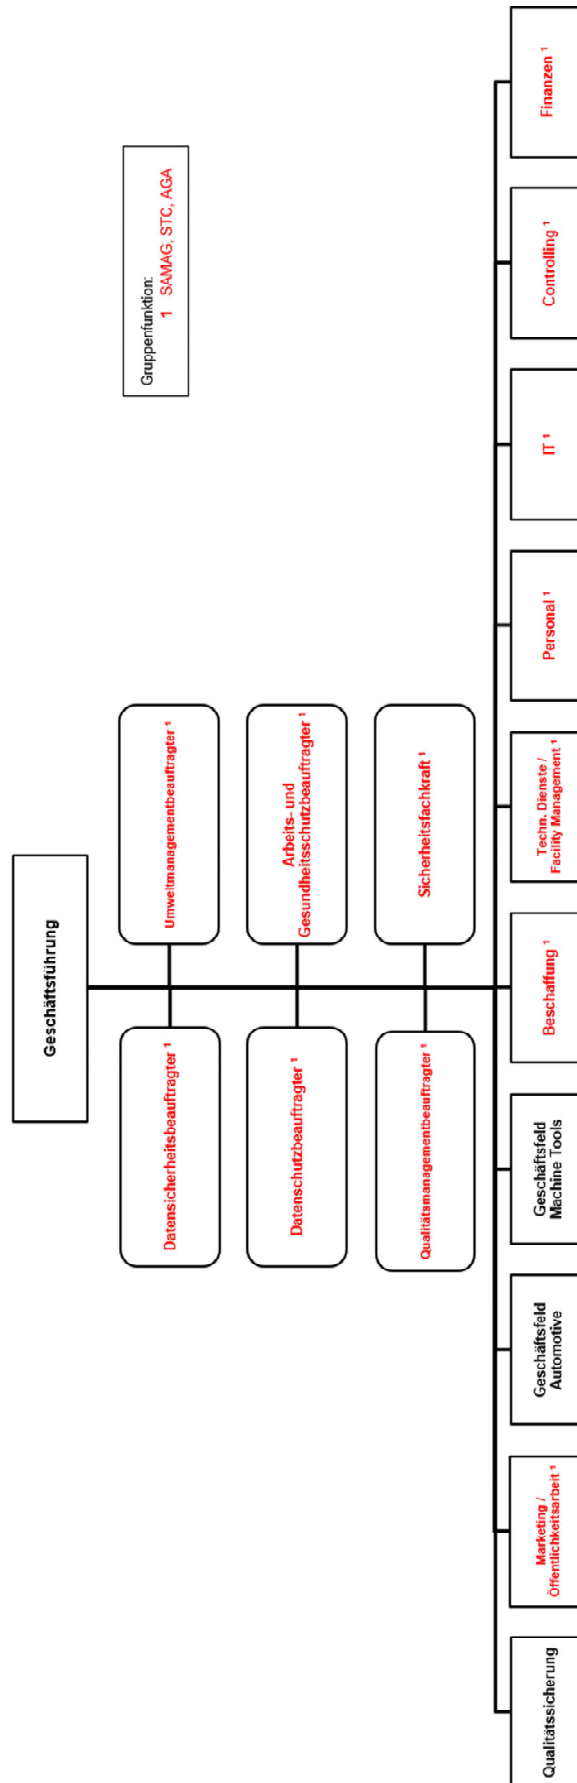 Geschäftsführung
Gruppenfunktion:
1 SAMAG, STC, AGA
Datensicherheitsbeauftragter ¹
Umweltmanagementbeauftragter ¹
Datenschutzbeauftragter ¹
Arbeits- und
Gesundheitsschutzbeauftragter ¹
Qualitätsmanagementbeauftragter ¹
Sicherheitsfachkraft ¹
Qualitätssicherung
Marketing /
Öffentlichkeitsarbeit ¹
Geschäftsfeld
Automotive
Geschäftsfeld
Machine Tools
Beschaffung ¹
Techn. Dienste /
Facility Management ¹
Personal ¹
IT ¹
Controlling ¹
Finanzen ¹